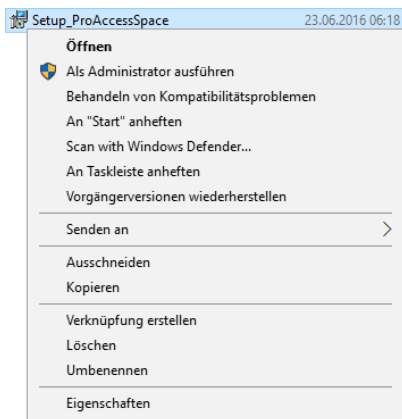 Setup_ProAccessSpace 23.06.2016 06:18
Öffnen
Als Administrator ausführen
Behandeln von Kompatibilitätsproblemen
An "Start" anheften
Scan with Windows Defender...
An Taskleiste anheften
Vorgängerversionen wiederherstellen
Senden an
Ausschneiden
Kopieren
Verknüpfung erstellen
Löschen
Umbenennen
Eigenschaften